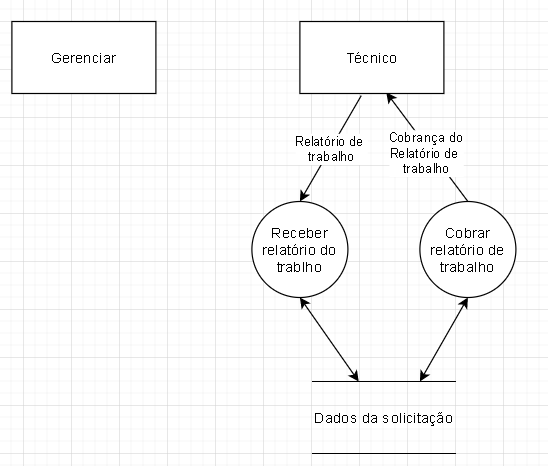 Gerenciar
Técnico
Relatório de
trabalho
Cobrança do
Relatório de
trabalho
Receber
relatório do
trablho
Cobrar
relatório de
trabalho
Dados da solicitação